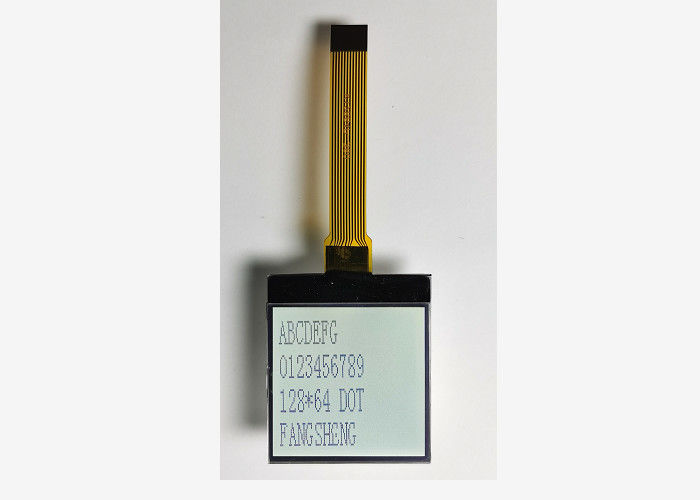 ABCDEFG
0123456789
128*64 DOT
FANGSHENG